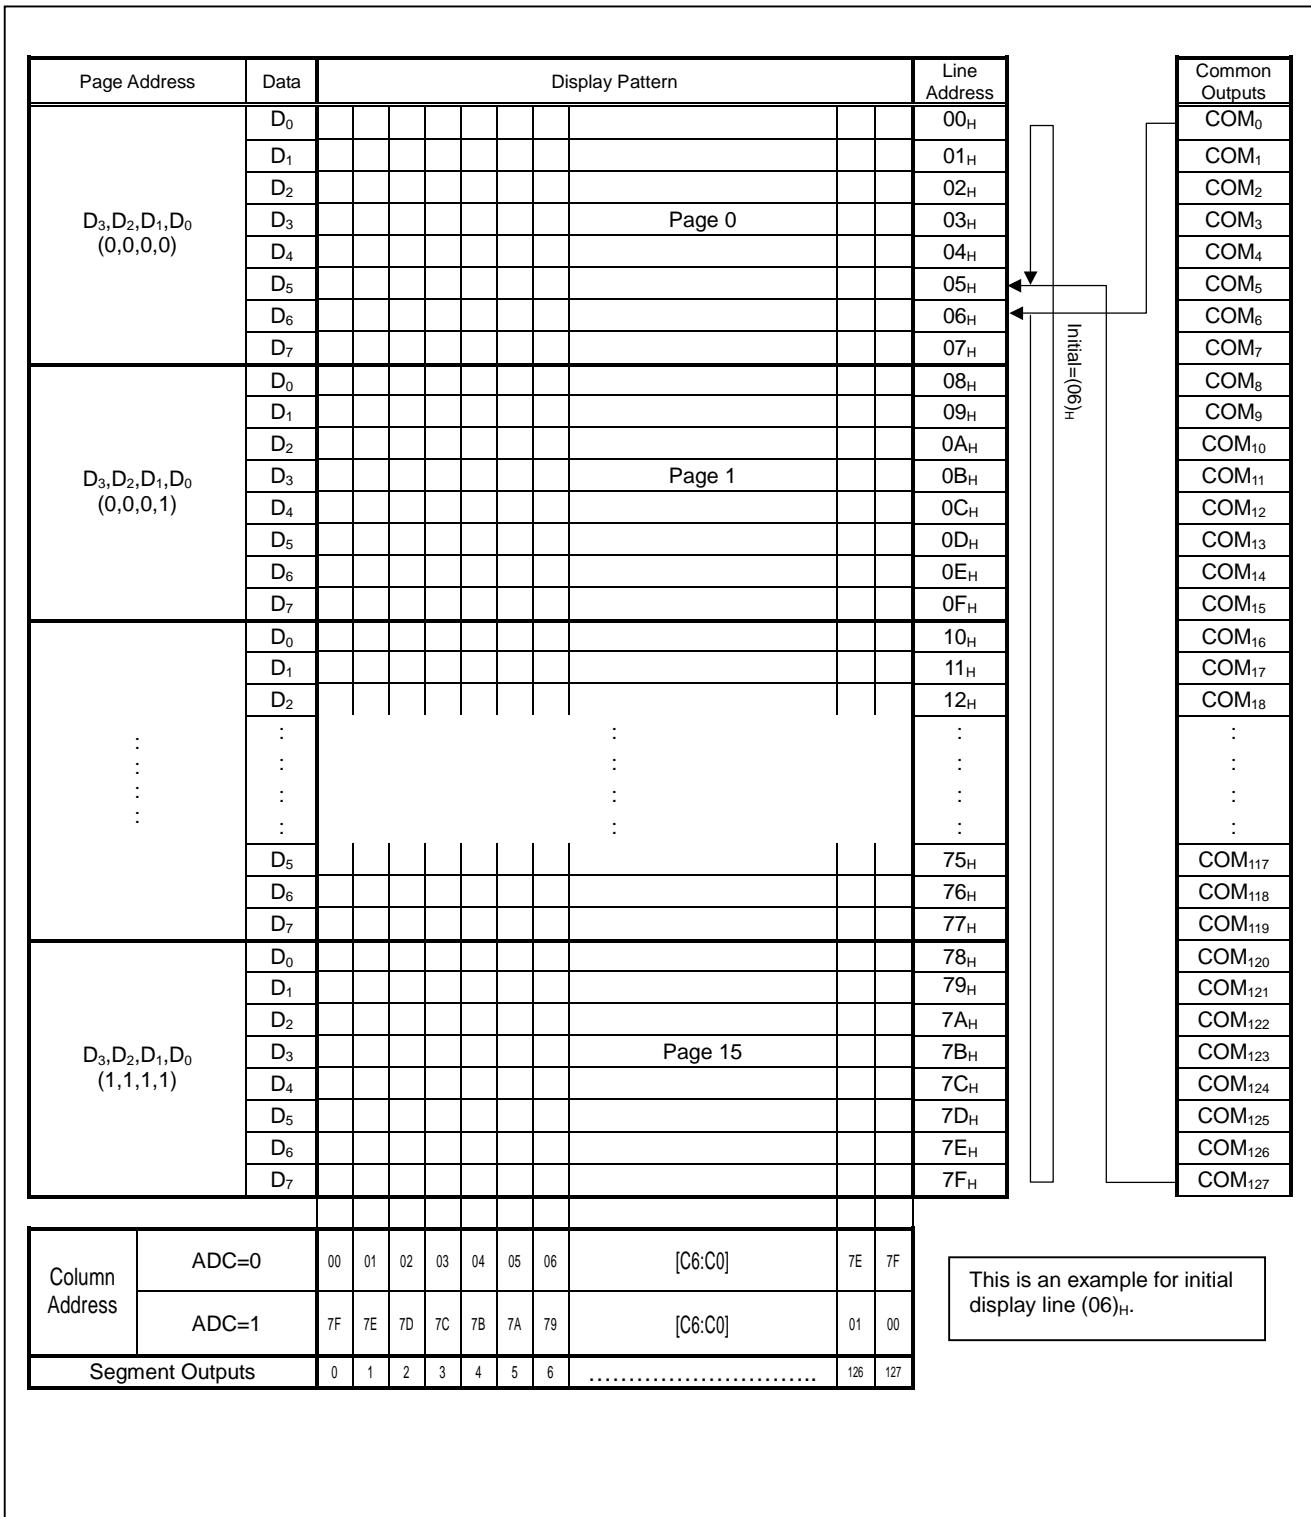 Page Address Data Display Pattern Line Address Common Outputs
D0 00H COM0
D1 01H COM1
D2 02H COM2
D3,D2,D1,D0 (0,0,0,0) D3 Page 0 03H COM3
D4 04H COM4
D5 05H COM5
D6 06H COM6
D7 07H COM7
Initial=(06)H
D0 08H COM8
D1 09H COM9
D2 0AH COM10
D3,D2,D1,D0 (0,0,0,1) D3 Page 1 0BH COM11
D4 0CH COM12
D5 0DH COM13
D6 0EH COM14
D7 0FH COM15
D0 10H COM16
D1 11H COM17
D2 12H COM18
: : : : :
: : : : :
: : : : :
: : : : :
D5 75H COM117
D6 76H COM118
D7 77H COM119
D0 78H COM120
D1 79H COM121
D2 7AH COM122
D3,D2,D1,D0 (1,1,1,1) D3 Page 15 7BH COM123
D4 7CH COM124
D5 7DH COM125
D6 7EH COM126
D7 7FH COM127
Column Address
ADC=0 00 01 02 03 04 05 06 [C6:C0] 7E 7F
ADC=1 7F 7E 7D 7C 7B 7A 79 [C6:C0] 01 00
Segment Outputs 0 1 2 3 4 5 6 ............................. 126 127
This is an example for initial
display line (06)H.